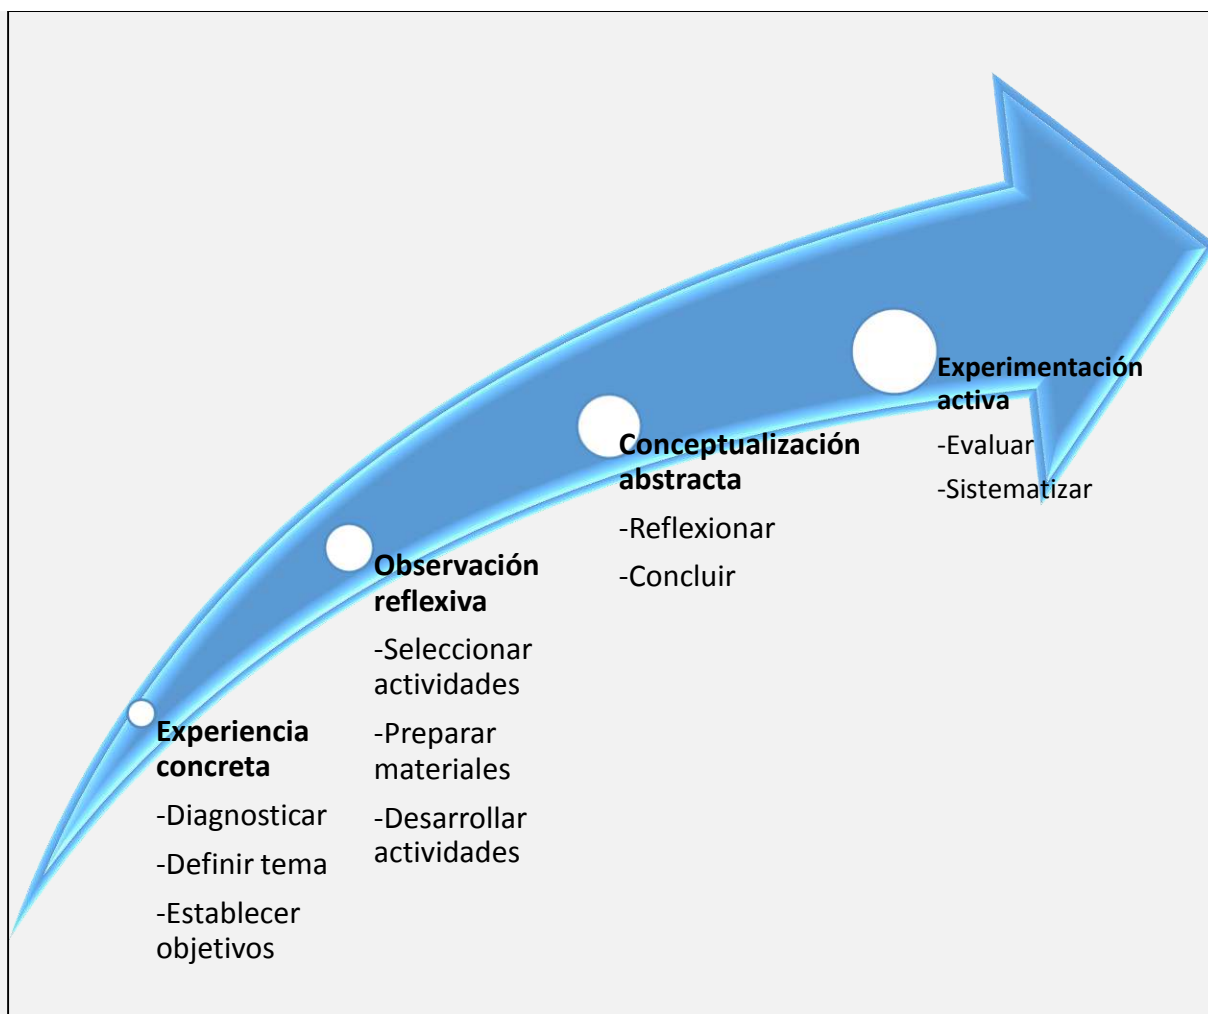 Experiencia
concreta
-Diagnosticar
-Definir tema
-Establecer
objetivos
Observación
reflexiva
-Seleccionar
actividades
-Preparar
materiales
-Desarrollar
actividades
Conceptualización
abstracta
-Reflexionar
-Concluir
Experimentación
activa
-Evaluar
-Sistematizar